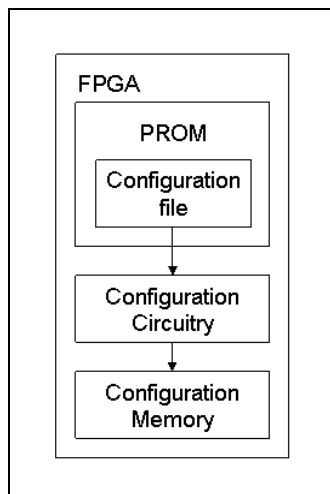 FPGA
PROM
Configuration
file
Configuration
Circuitry
Configuration
Memory